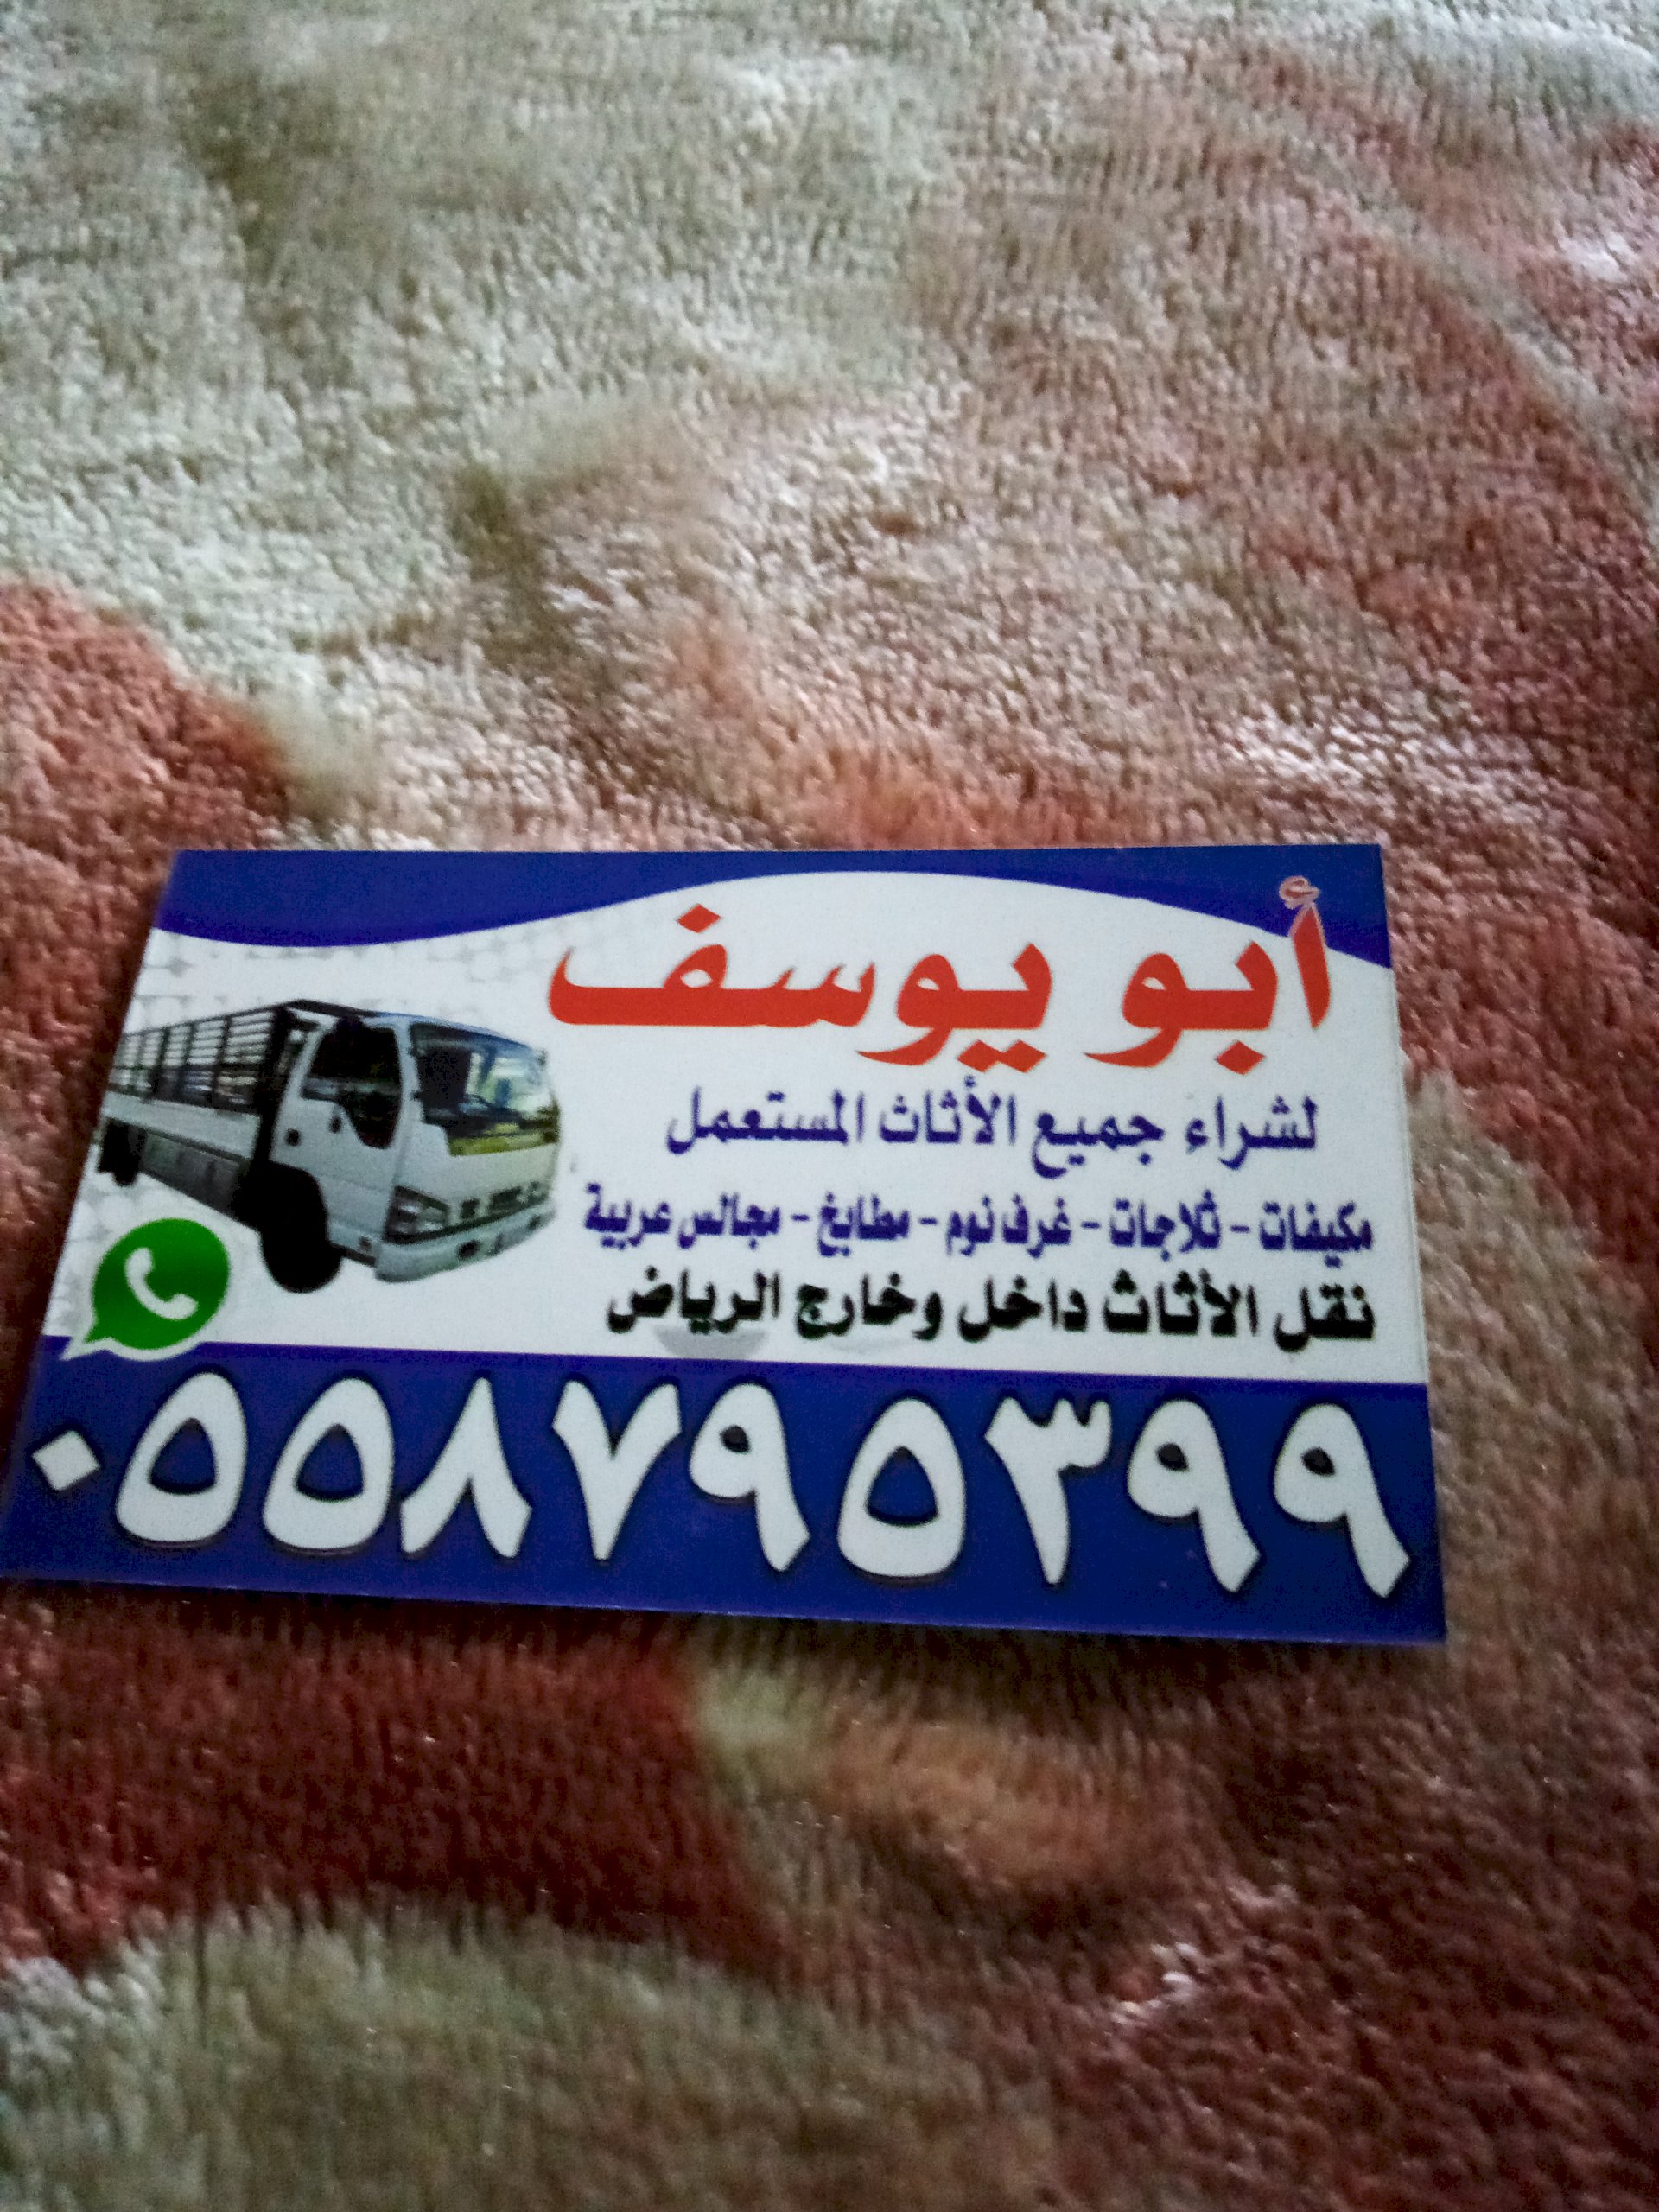 أبو يوسف
لشراء جميع الأثاث المستعمل
مكيفات - ثلاجات - غرف نوم - مطابخ - مجالس عربية
نقل الأثاث داخل وخارج الرياض
٠٥٥٨٧٩٥٣٩٩